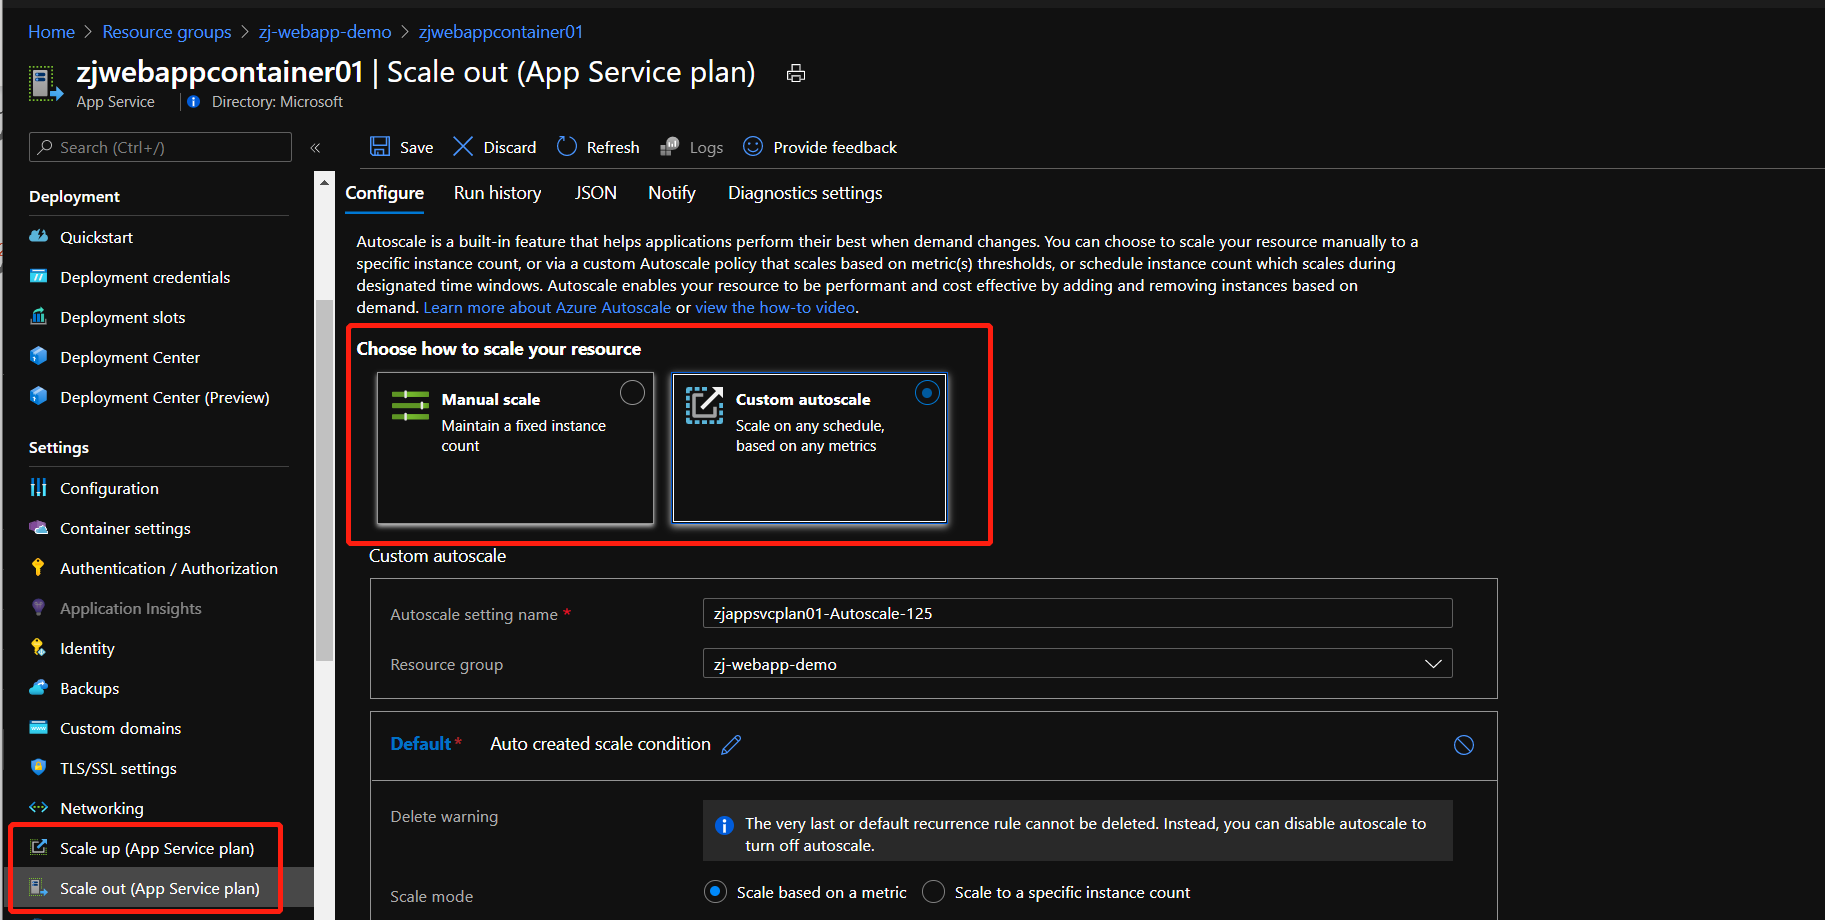 Home > Resource groups > zj-webapp-demo > zjwebappcontainer01
zjwebappcontainer01 | Scale out (App Service plan)
App Service
Directory: Microsoft
Search (Ctrl+/)
«
Save
Discard
Refresh
Logs
Provide feedback
Deployment
Quickstart
Deployment credentials
Deployment slots
Deployment Center
Deployment Center (Preview)
Settings
Configuration
Container settings
Authentication / Authorization
Application Insights
Identity
Backups
Custom domains
TLS/SSL settings
Networking
Scale up (App Service plan)
Scale out (App Service plan)
Configure
Run history
JSON
Notify
Diagnostics settings
Autoscale is a built-in feature that helps applications perform their best when demand changes. You can choose to scale your resource manually to a
specific instance count, or via a custom Autoscale policy that scales based on metric(s) thresholds, or schedule instance count which scales during
designated time windows. Autoscale enables your resource to be performant and cost effective by adding and removing instances based on
demand. Learn more about Azure Autoscale or view the how-to video.
Choose how to scale your resource
Manual scale
Maintain a fixed instance
count
Custom autoscale
Scale on any schedule,
based on any metrics
Custom autoscale
Autoscale setting name *
zjappsvcplan01-Autoscale-125
Resource group
zj-webapp-demo
Default* Auto created scale condition
Delete warning
The very last or default recurrence rule cannot be deleted. Instead, you can disable autoscale to
turn off autoscale.
Scale mode
Scale based on a metric
Scale to a specific instance count